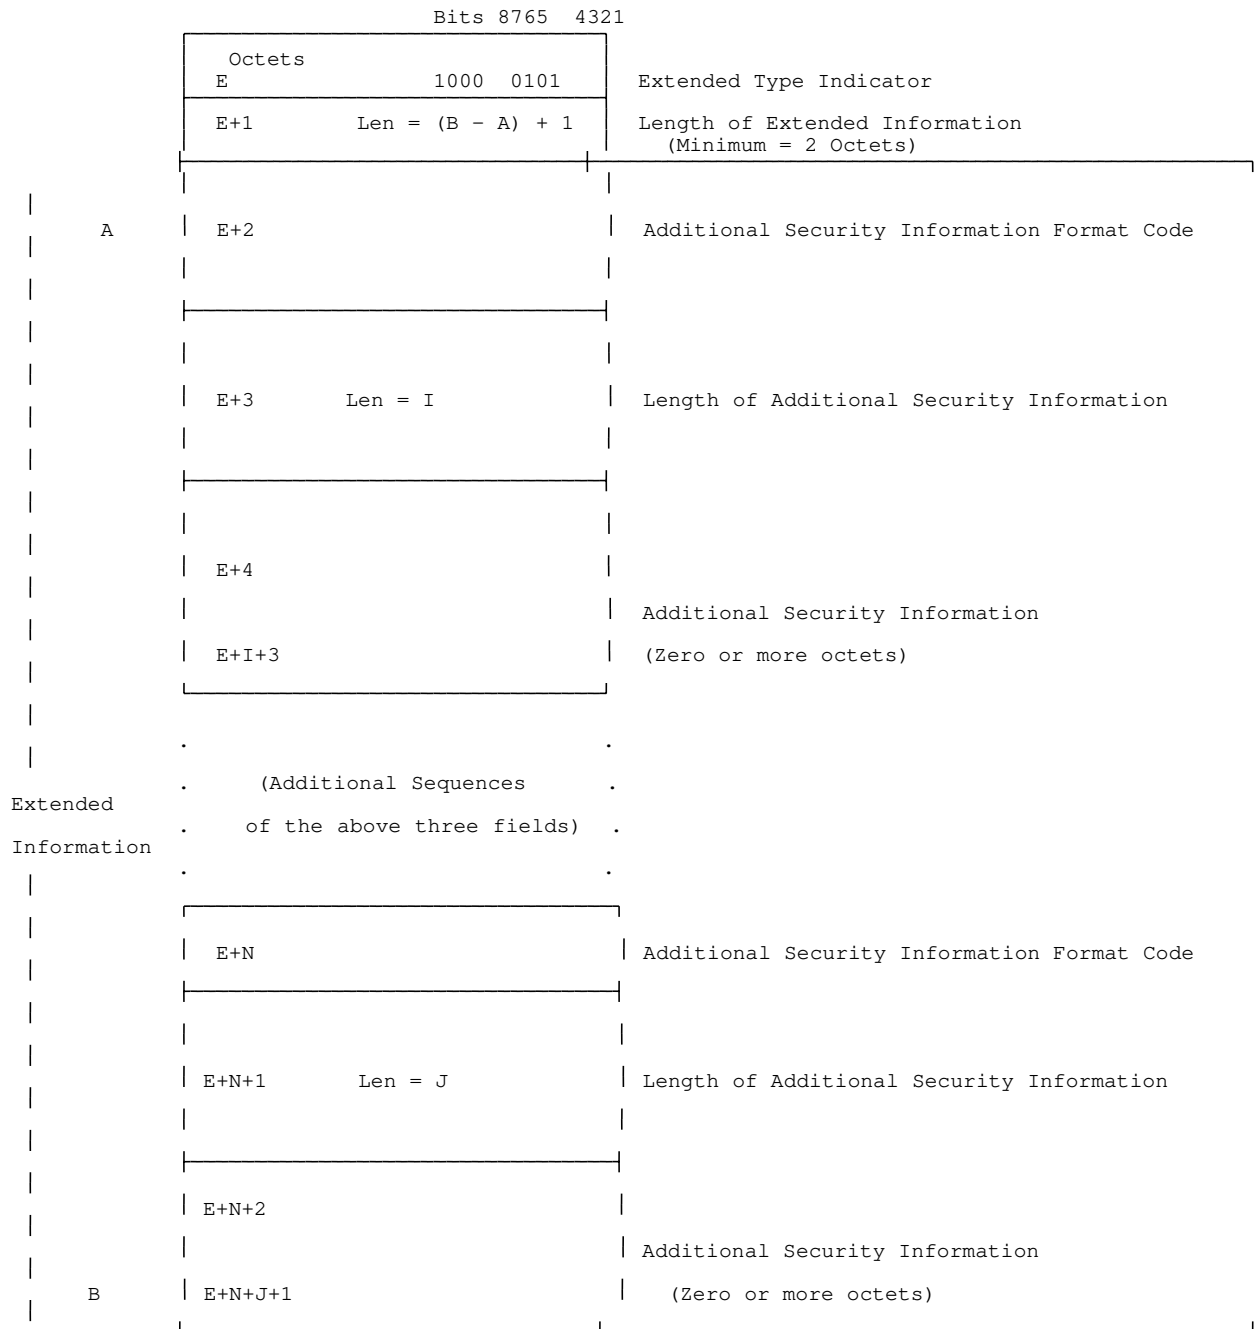 Bits 8765 4321
Octets
E 1000 0101 Extended Type Indicator
E+1 Len = (B - A) + 1 Length of Extended Information
(Minimum = 2 Octets)
A E+2 Additional Security Information Format Code
E+3 Len = I Length of Additional Security Information
E+4
Additional Security Information
E+I+3 (Zero or more octets)
. .
. (Additional Sequences .
Extended
. of the above three fields) .
Information
. .
E+N Additional Security Information Format Code
E+N+1 Len = J Length of Additional Security Information
E+N+2
Additional Security Information
B E+N+J+1 (Zero or more octets)